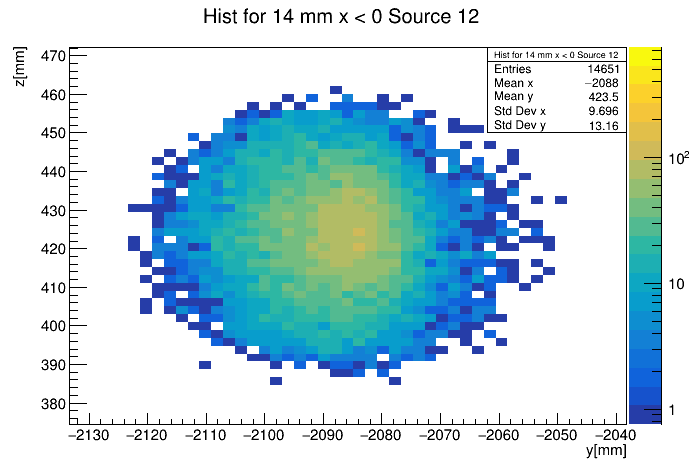 Hist for 14 mm x < 0 Source 12
z[mm]
470
460
450
440
430
420
410
400
390
380
Hist for 14 mm x < 0 Source 12
Entries 14651
Mean x −2088
Mean y 423.5
Std Dev x 9.696
Std Dev y 13.16
10²
10
1
−2130 −2120 −2110 −2100 −2090 −2080 −2070 −2060 −2050 −2040
y[mm]